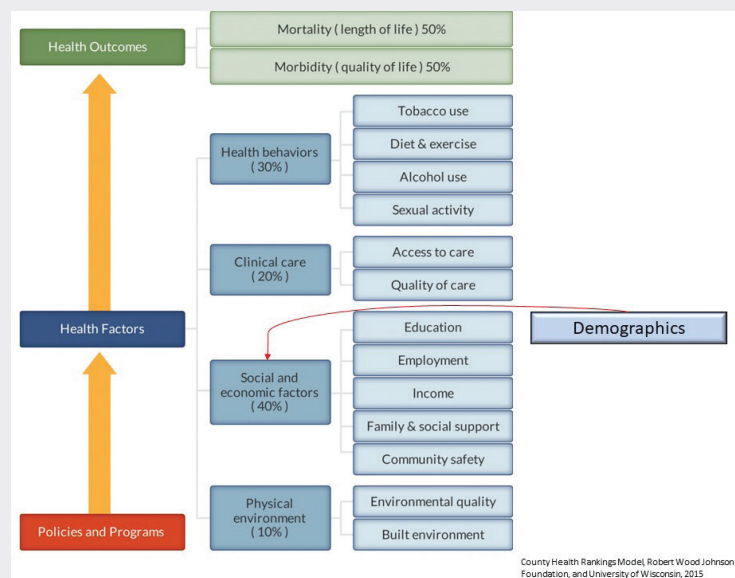 Health Outcomes
Mortality ( length of life ) 50%
Morbidity ( quality of life ) 50%
Health behaviors
( 30% )
Tobacco use
Diet & exercise
Alcohol use
Sexual activity
Clinical care
( 20% )
Access to care
Quality of care
Health Factors
Social and
economic factors
( 40% )
Education
Employment
Income
Family & social support
Community safety
Demographics
Policies and Programs
Physical
environment
( 10% )
Environmental quality
Built environment
County Health Rankings Model, Robert Wood Johnson
Foundation, and University of Wisconsin, 2015